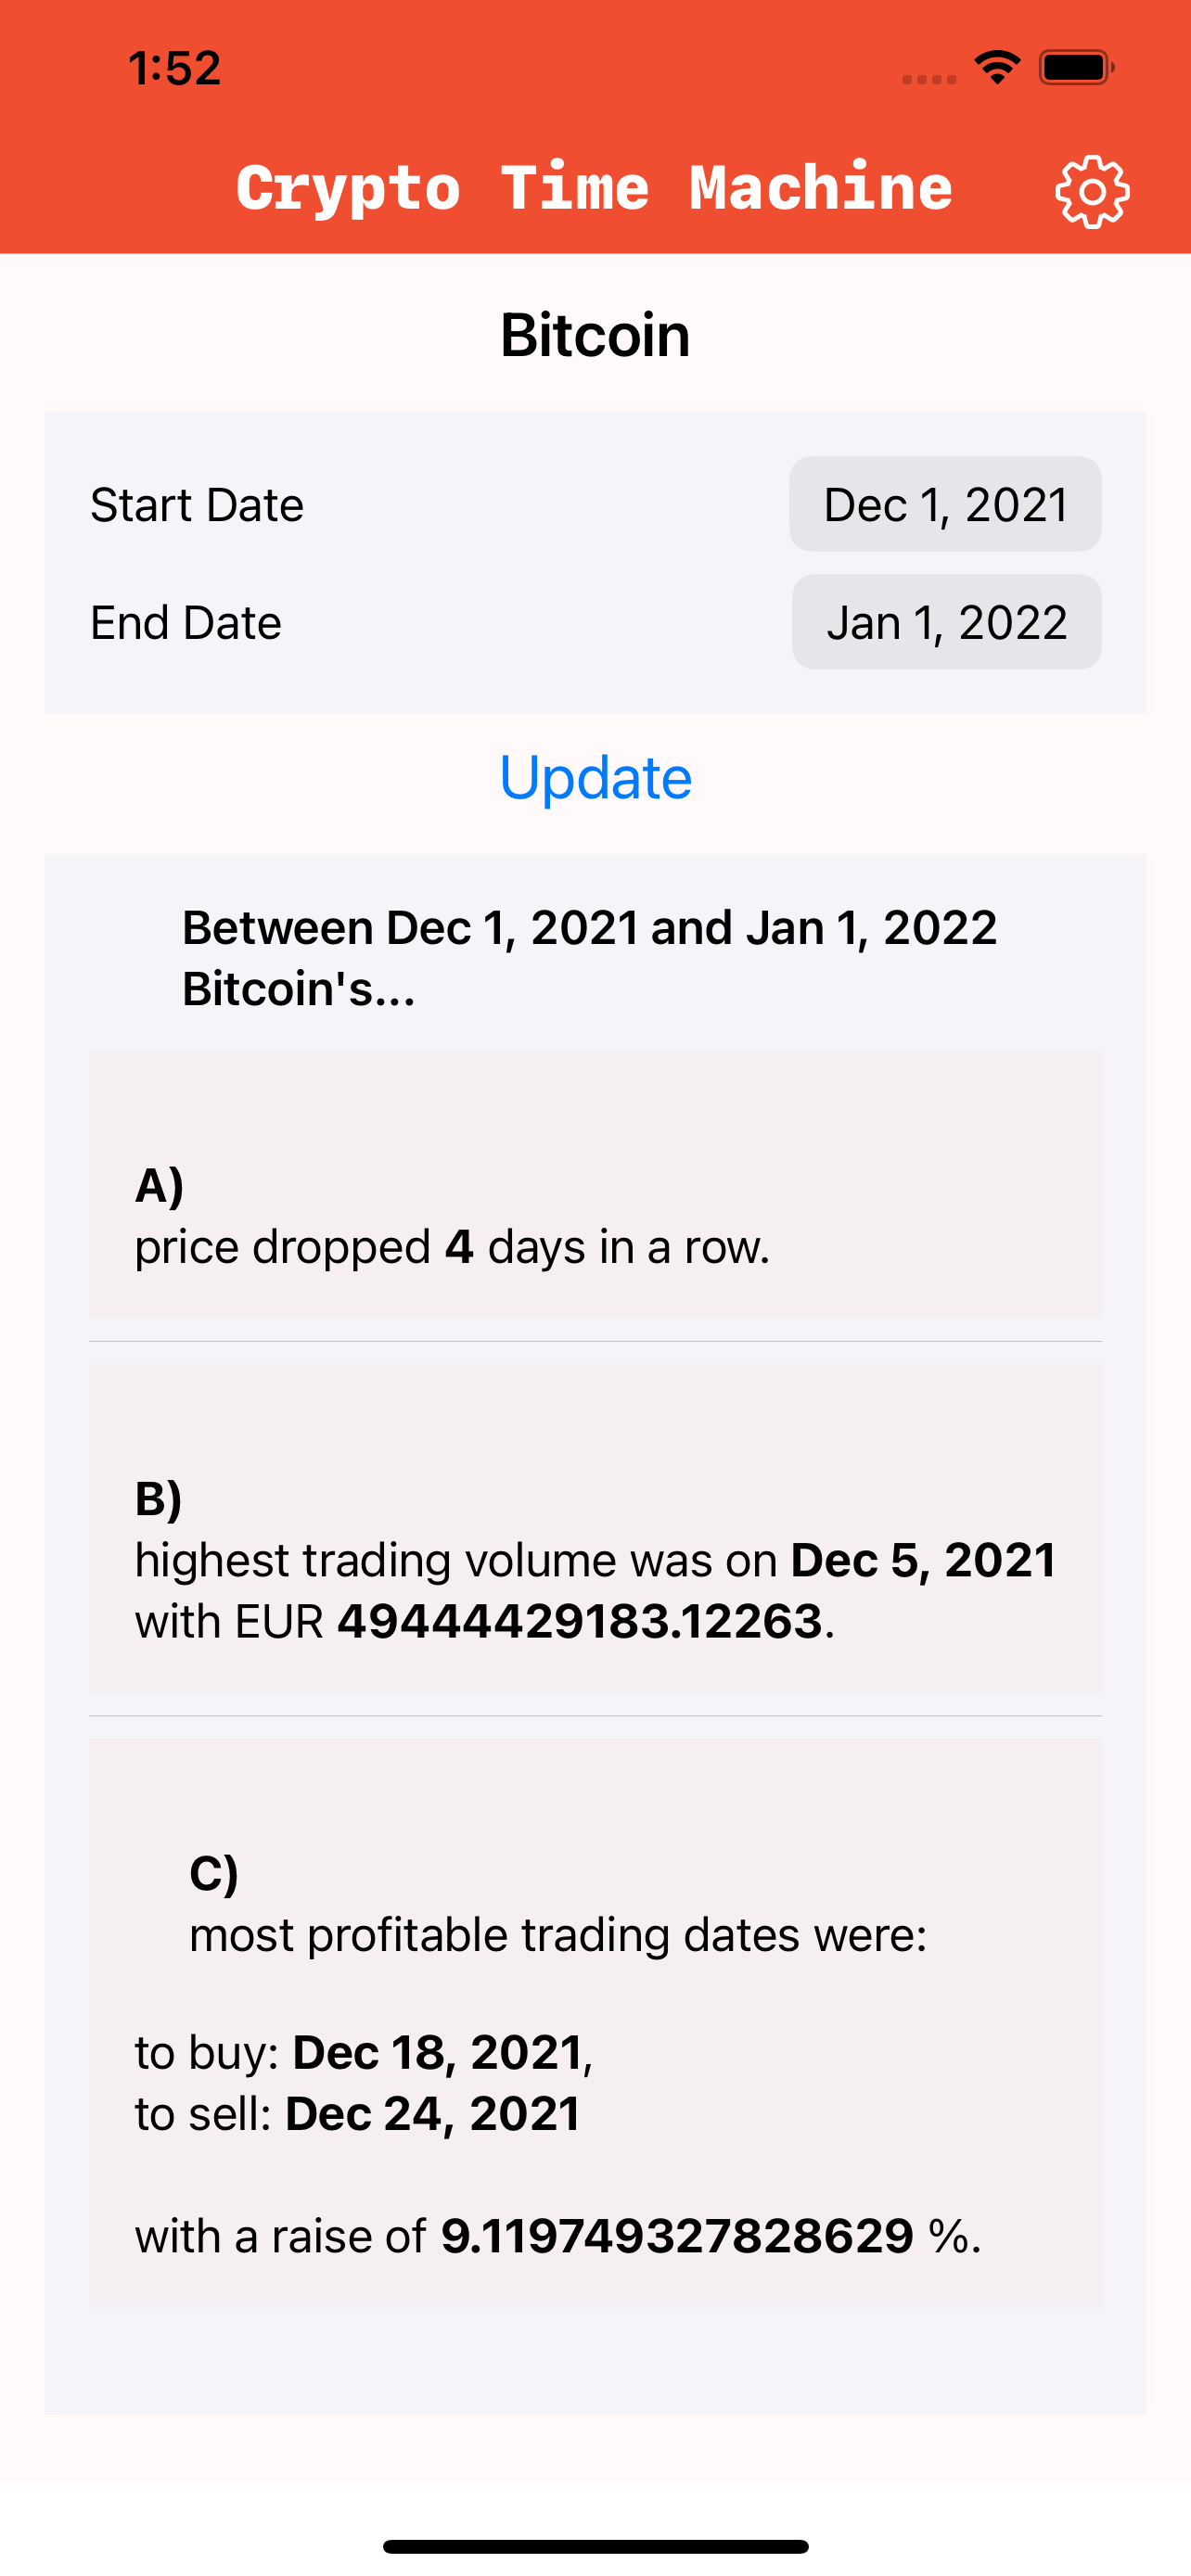 1:52
Crypto Time Machine
Bitcoin
Start Date Dec 1, 2021
End Date Jan 1, 2022
Update
Between Dec 1, 2021 and Jan 1, 2022
Bitcoin's...
A)
price dropped 4 days in a row.
B)
highest trading volume was on Dec 5, 2021
with EUR 49444429183.12263.
C)
most profitable trading dates were:
to buy: Dec 18, 2021,
to sell: Dec 24, 2021
with a raise of 9.119749327828629 %.